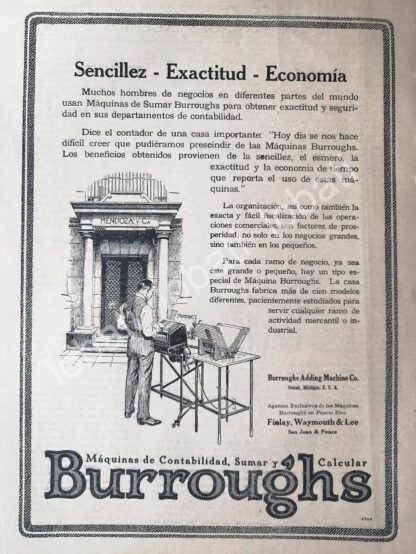 Sencillez - Exactitud - Economía
Muchos hombres de negocios en diferentes partes del mundo
usan Máquinas de Sumar Burroughs para obtener exactitud y seguri-
dad en sus departamentos de contabilidad.
Dice el contador de una casa importante: "Hoy día se nos hace
difícil creer que pudiéramos prescindir de las Máquinas Burroughs.
Los beneficios obtenidos provienen de la sencillez, el esmero, la
exactitud y la economía de tiempo
que reporta el uso de estas má-
quinas."
La organización, así como también la
exacta y fácil fiscalización de las opera-
ciones comerciales, son factores de pros-
peridad, no solo en los negocios grandes,
sino también en los pequeños.
Para cada ramo de negocio, ya sea
éste grande o pequeño, hay un tipo es-
pecial de Máquina Burroughs. La casa
Burroughs fabrica más de cien modelos
diferentes, pacientemente estudiados para
servir cualquier ramo de
actividad mercantil o in-
dustrial.
MENDOZA y Ca
Burroughs Adding Machine Co.
Detroit, Michigan, E. U. A.
Agentes Exclusivos de las Máquinas
Burroughs en Puerto Rico
Finlay, Waymouth & Lee
San Juan & Ponce
Máquinas de Contabilidad, Sumar y Calcular
Burroughs